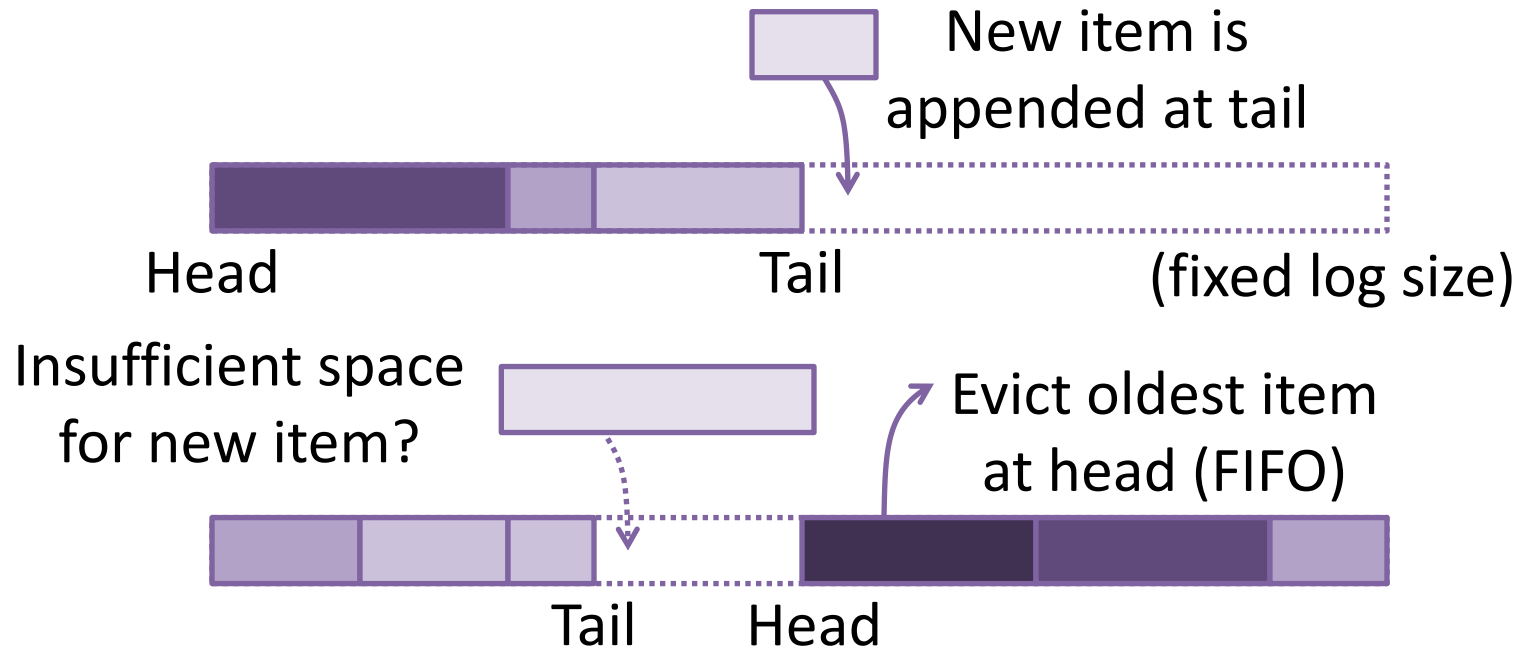 New item is
appended at tail
Head
Tail
(fixed log size)
Insufficient space
for new item?
Evict oldest item
at head (FIFO)
Tail
Head